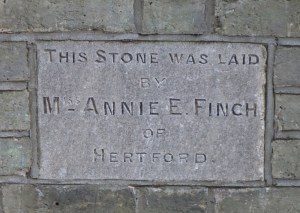 THIS STONE WAS LAID
BY
MRS ANNIE E. FINCH
OF
HERTFORD.